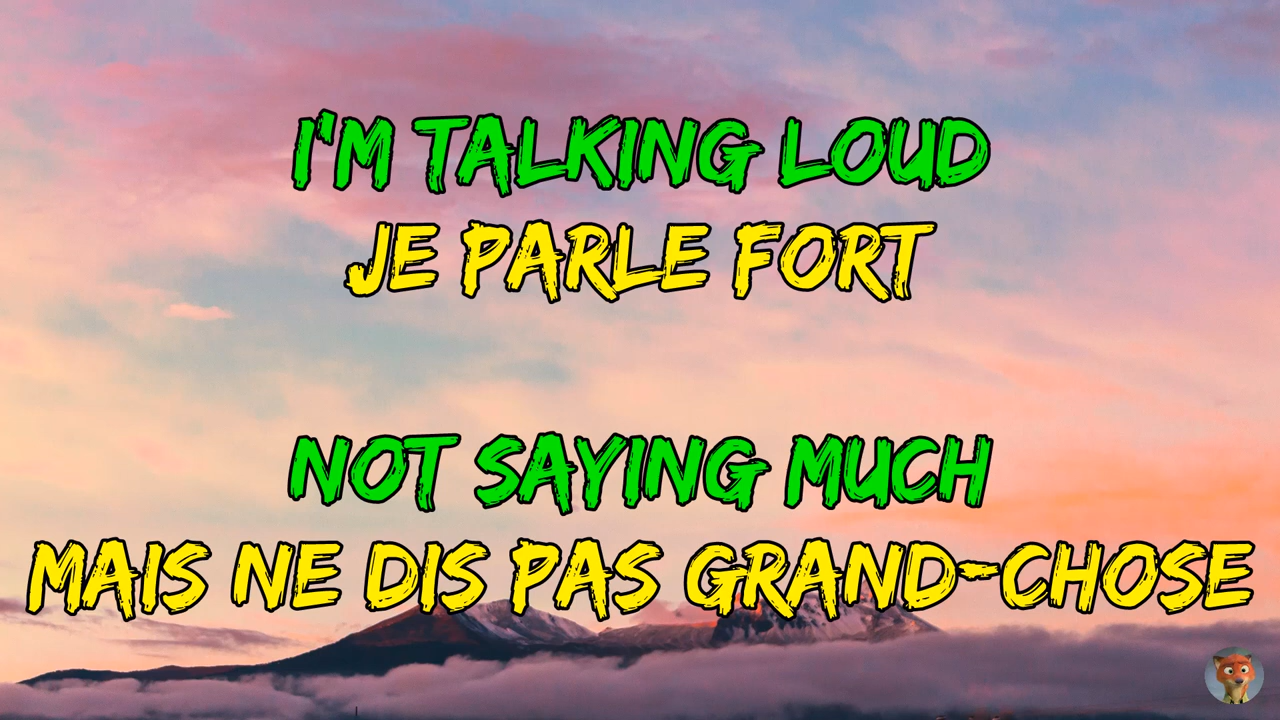 I'M TALKING LOUD
JE PARLE FORT
NOT SAYING MUCH
MAIS NE DIS PAS GRAND-CHOSE